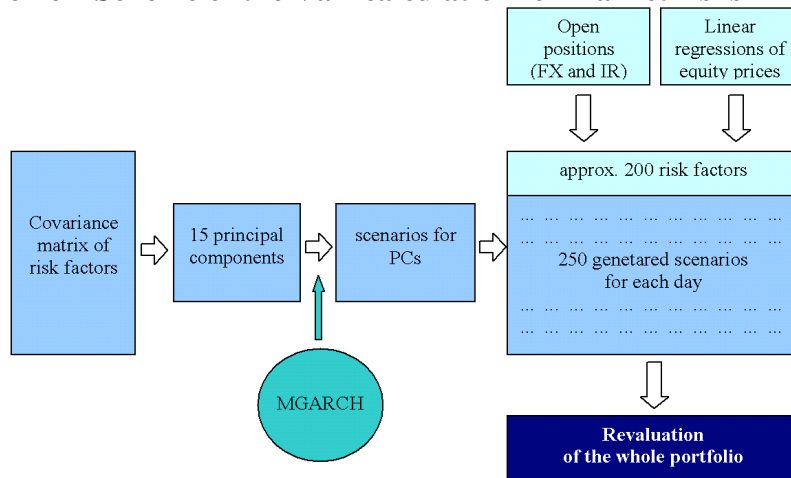 Open
positions
(FX and IR)
Linear
regressions of
equity prices
approx. 200 risk factors
Covariance
matrix of
risk factors
15 principal
components
scenarios for
PCs
... ... ... ... ... ... ... ... ... ... ...
... ... ... ... ... ... ... ... ... ... ...
250 genetared scenarios
for each day
... ... ... ... ... ... ... ... ... ... ...
... ... ... ... ... ... ... ... ... ... ...
MGARCH
Revaluation
of the whole portfolio